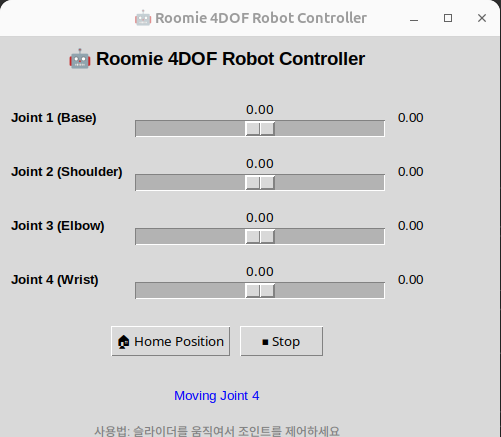 🤖 Roomie 4DOF Robot Controller
🤖 Roomie 4DOF Robot Controller
0.00
Joint 1 (Base) 0.00
0.00
Joint 2 (Shoulder) 0.00
0.00
Joint 3 (Elbow) 0.00
0.00
Joint 4 (Wrist) 0.00
🏠 Home Position ⏹ Stop
Moving Joint 4
사용법: 슬라이더를 움직여서 조인트를 제어하세요